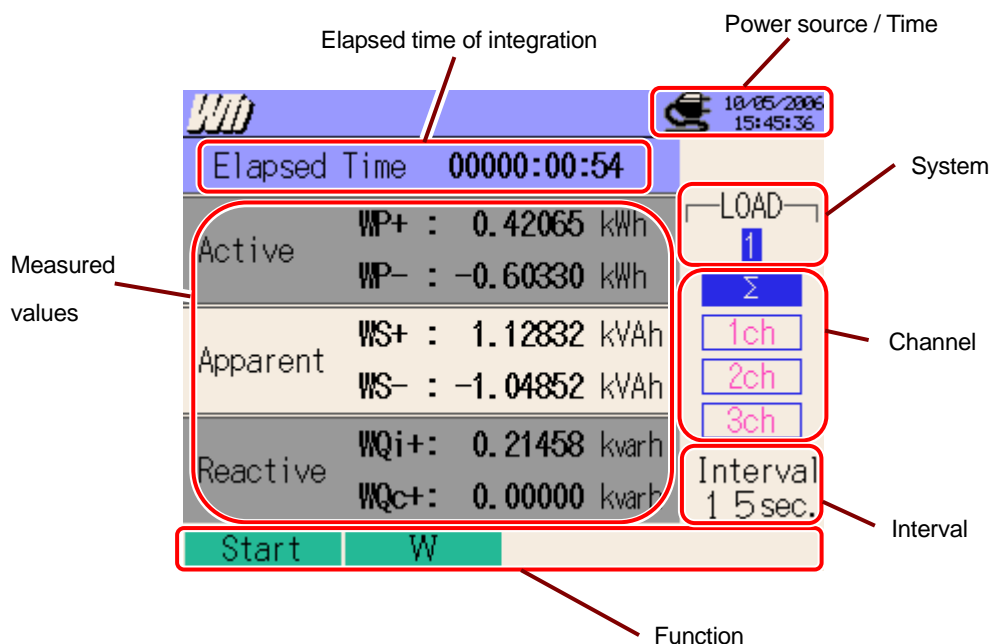 Power source / Time
Elapsed time of integration
Wh
10/05/2006
15:45:36
Elapsed Time 00000:00:54
System
LOAD
1
Measured
values
Active
WP+ : 0.42065 kWh
WP- : -0.60330 kWh
Σ
1ch
2ch
3ch
Channel
Apparent
WS+ : 1.12832 kVAh
WS- : -1.04852 kVAh
Reactive
WQi+: 0.21458 kvarh
WQc+: 0.00000 kvarh
Interval
15sec.
Interval
Start W
Function